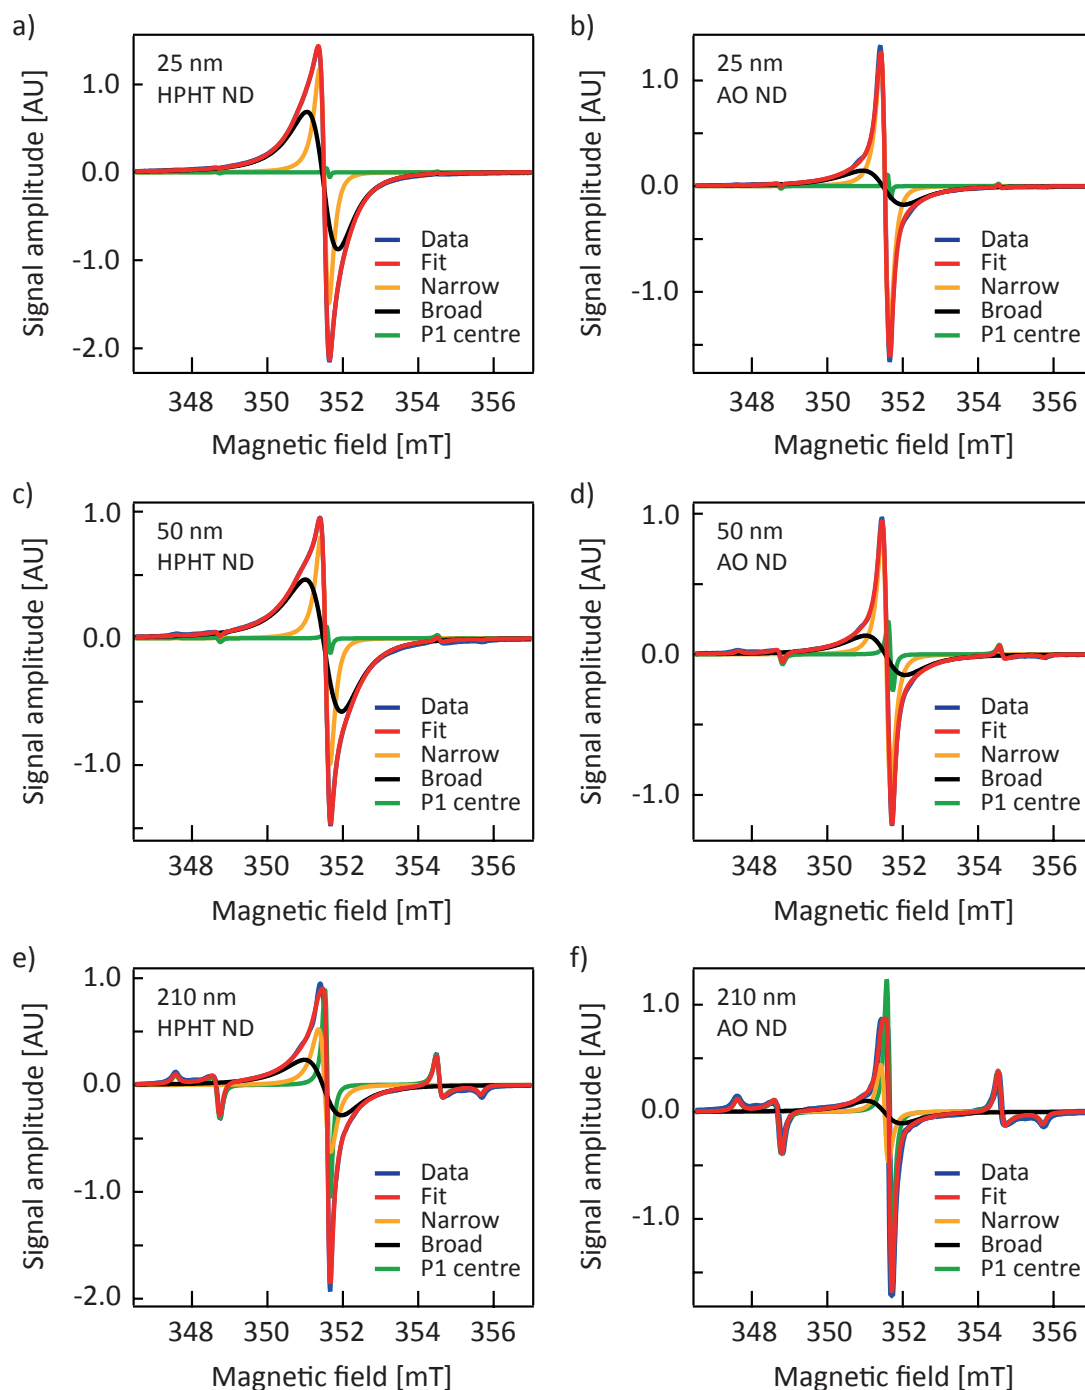 a)
25 nm
HPHT ND
Signal amplitude [AU]
1.0
0.0
-1.0
-2.0
Data
Fit
Narrow
Broad
P1 centre
348 350 352 354 356
Magnetic field [mT]
b)
25 nm
AO ND
Signal amplitude [AU]
1.0
0.0
-1.0
Data
Fit
Narrow
Broad
P1 centre
348 350 352 354 356
Magnetic field [mT]
c)
50 nm
HPHT ND
Signal amplitude [AU]
1.0
0.0
-1.0
Data
Fit
Narrow
Broad
P1 centre
348 350 352 354 356
Magnetic field [mT]
d)
50 nm
AO ND
Signal amplitude [AU]
1.0
0.0
-1.0
Data
Fit
Narrow
Broad
P1 centre
348 350 352 354 356
Magnetic field [mT]
e)
210 nm
HPHT ND
Signal amplitude [AU]
1.0
0.0
-1.0
-2.0
Data
Fit
Narrow
Broad
P1 centre
348 350 352 354 356
Magnetic field [mT]
f)
210 nm
AO ND
Signal amplitude [AU]
1.0
0.0
-1.0
Data
Fit
Narrow
Broad
P1 centre
348 350 352 354 356
Magnetic field [mT]